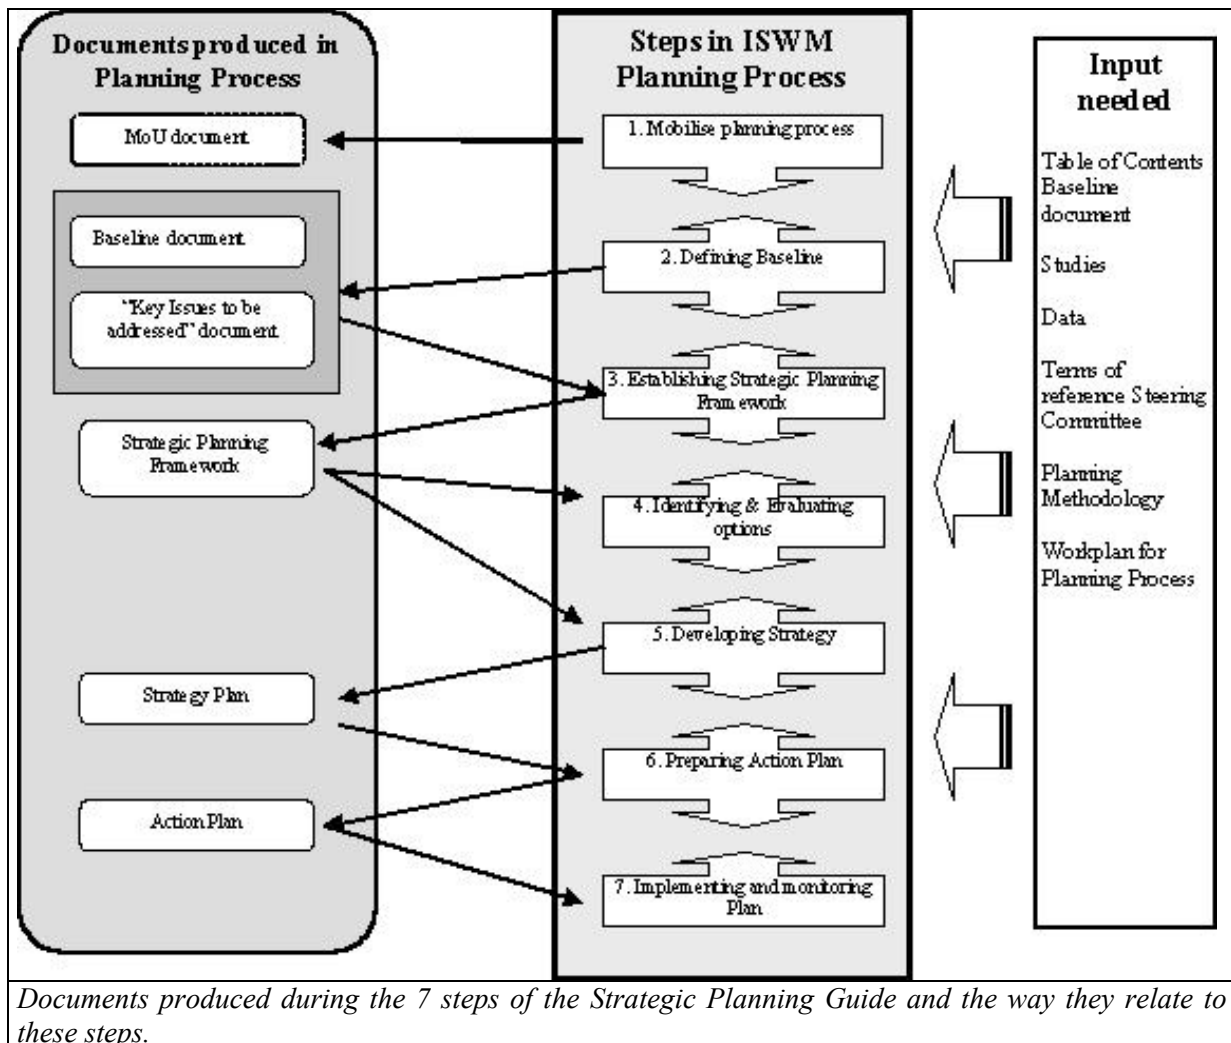 Documents produced in
Planning Process
MoU document
Baseline document
“Key Issues to be
addressed” document
Strategic Planning
Framework
Strategy Plan
Action Plan
Steps in ISWM
Planning Process
1. Mobilise planning process
2. Defining Baseline
3. Establishing Strategic Planning
Framework
4. Identifying & Evaluating
options
5. Developing Strategy
6. Preparing Action Plan
7. Implementing and monitoring
Plan
Input
needed
Table of Contents
Baseline
document
Studies
Data
Terms of
reference Steering
Committee
Planning
Methodology
Workplan for
Planning Process
Documents produced during the 7 steps of the Strategic Planning Guide and the way they relate to
these steps.